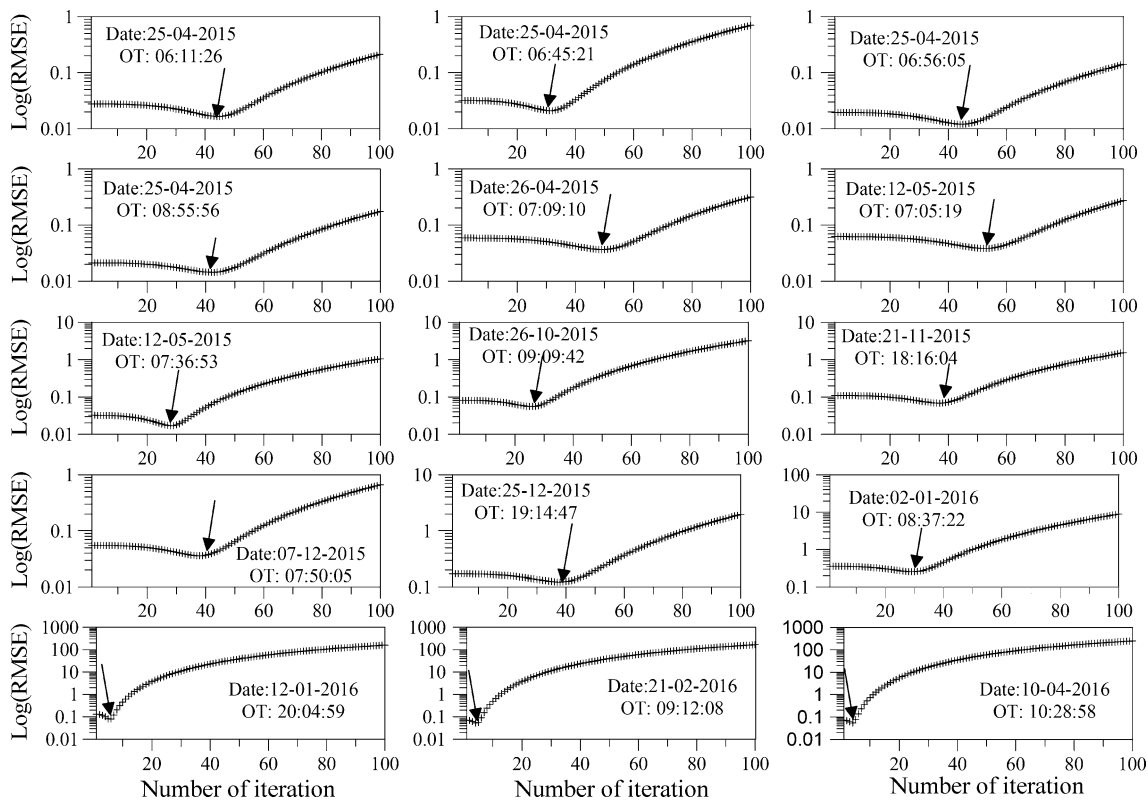 Log(RMSE)
1
0.1
0.01
Date:25-04-2015
OT: 06:11:26
20 40 60 80 100
1
0.1
0.01
Date:25-04-2015
OT: 06:45:21
20 40 60 80 100
1
0.1
0.01
Date:25-04-2015
OT: 06:56:05
20 40 60 80 100
Log(RMSE)
1
0.1
0.01
Date:25-04-2015
OT: 08:55:56
20 40 60 80 100
1
0.1
0.01
Date:26-04-2015
OT: 07:09:10
20 40 60 80 100
1
0.1
0.01
Date:12-05-2015
OT: 07:05:19
20 40 60 80 100
Log(RMSE)
10
1
0.1
0.01
Date:12-05-2015
OT: 07:36:53
20 40 60 80 100
10
1
0.1
0.01
Date:26-10-2015
OT: 09:09:42
20 40 60 80 100
10
1
0.1
0.01
Date:21-11-2015
OT: 18:16:04
20 40 60 80 100
Log(RMSE)
1
0.1
0.01
Date:07-12-2015
OT: 07:50:05
20 40 60 80 100
10
1
0.1
Date:25-12-2015
OT: 19:14:47
20 40 60 80 100
100
10
1
0.1
Date:02-01-2016
OT: 08:37:22
20 40 60 80 100
Log(RMSE)
1000
100
10
1
0.1
0.01
Date:12-01-2016
OT: 20:04:59
20 40 60 80 100
Number of iteration
1000
100
10
1
0.1
0.01
Date:21-02-2016
OT: 09:12:08
20 40 60 80 100
Number of iteration
1000
100
10
1
0.1
0.01
Date:10-04-2016
OT: 10:28:58
20 40 60 80 100
Number of iteration